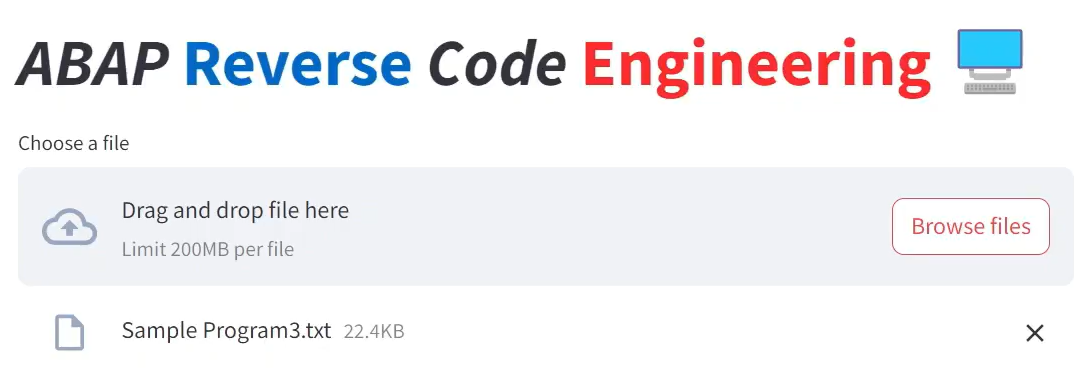 ABAP Reverse Code Engineering
Choose a file
Drag and drop file here
Limit 200MB per file
Browse files
Sample Program3.txt 22.4KB